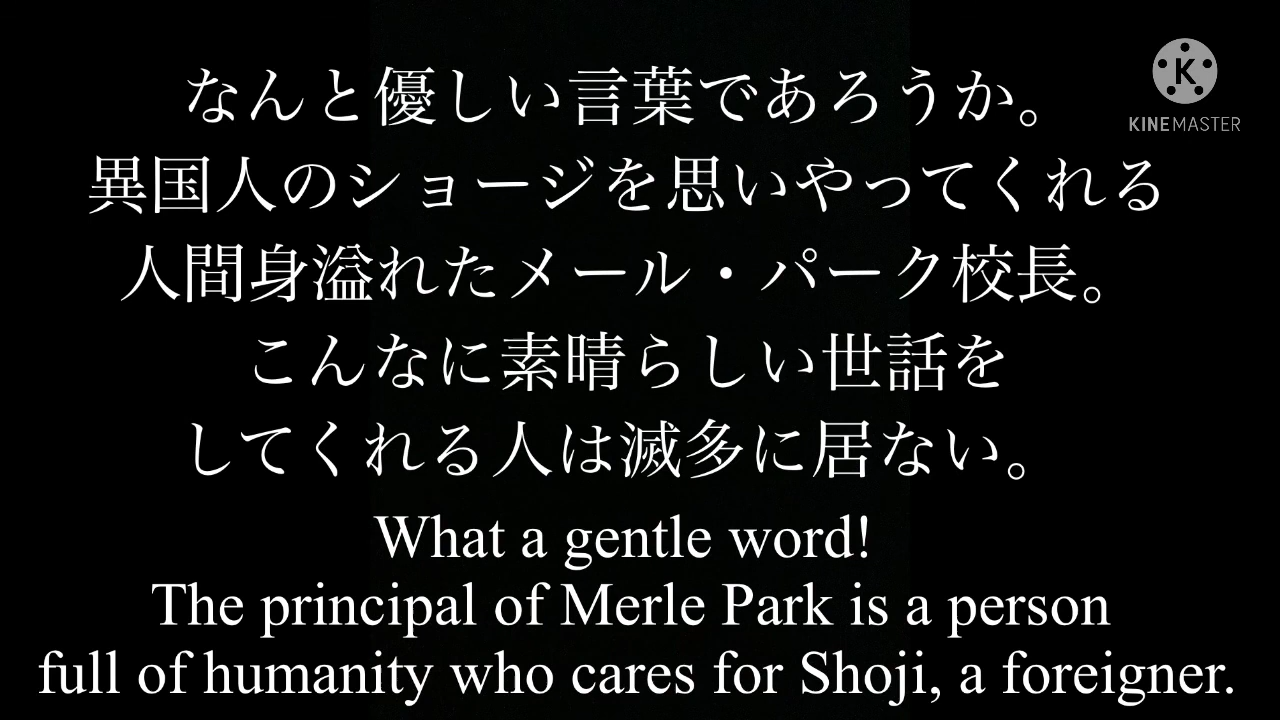 なんと優しい言葉であろうか。
異国人のショージを思いやってくれる
人間身溢れたメール・パーク校長。
こんなに素晴らしい世話を
してくれる人は滅多に居ない。
What a gentle word!
The principal of Merle Park is a person
full of humanity who cares for Shoji, a foreigner.
K
KINEMASTER